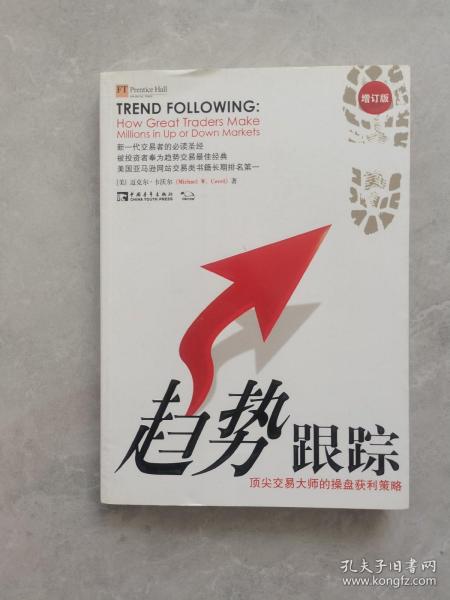 FT Prentice Hall
增订版
TREND FOLLOWING:
How Great Traders Make
Millions in Up or Down Markets
新一代交易者的必读圣经
被投资者奉为趋势交易最佳经典
美国亚马逊网站交易类书籍长期排名第一
[美] 迈克尔·卡沃尔 (Michael W. Covel) 著
中国青年出版社
CHINA YOUTH PRESS
趋势 跟踪
顶尖交易大师的操盘获利策略
孔夫子旧书网
www.kongfz.com